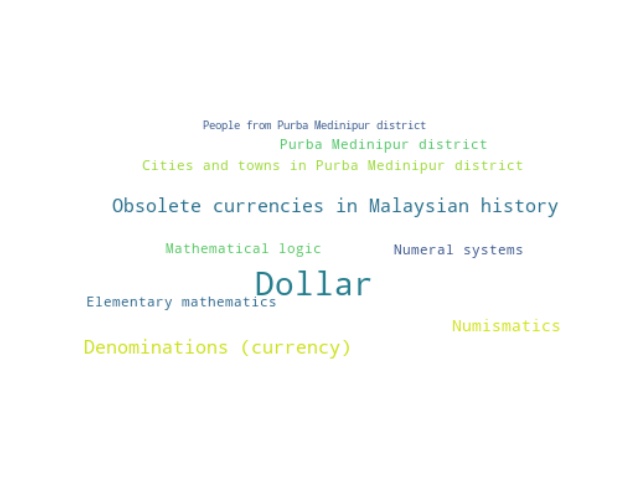 People from Purba Medinipur district
Purba Medinipur district
Cities and towns in Purba Medinipur district
Obsolete currencies in Malaysian history
Mathematical logic
Numeral systems
Dollar
Elementary mathematics
Numismatics
Denominations (currency)